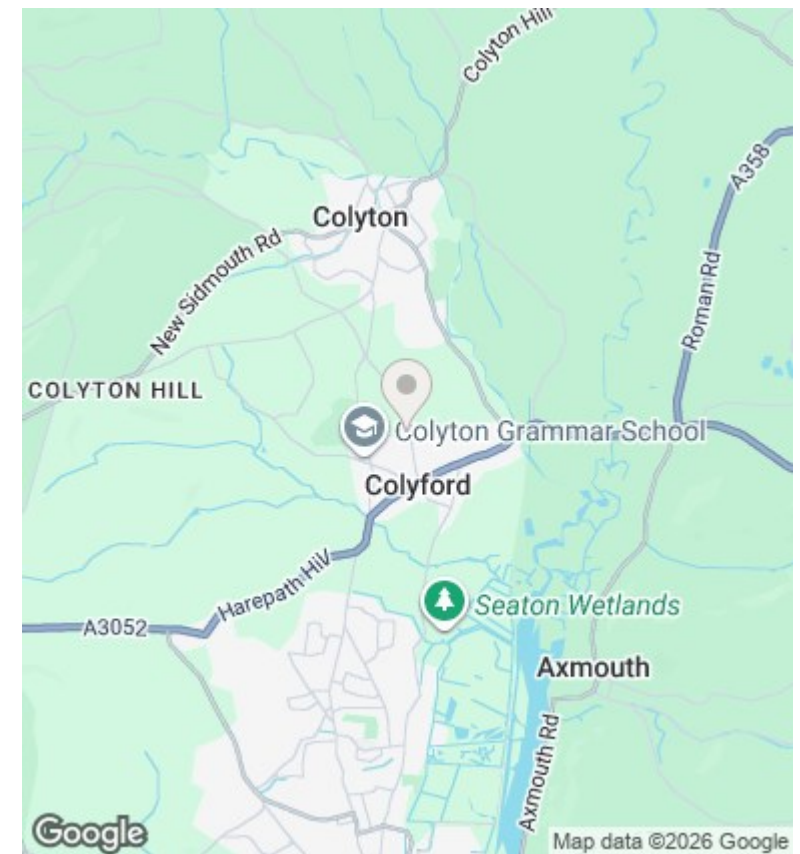 Colyton Hill
A358
Colyton
New Sidmouth Rd
Roman Rd
COLYTON HILL
Colyton Grammar School
Colyford
Harepath Hill
A3052
Seaton Wetlands
Axmouth
Axmouth Rd
Google
Map data ©2026 Google